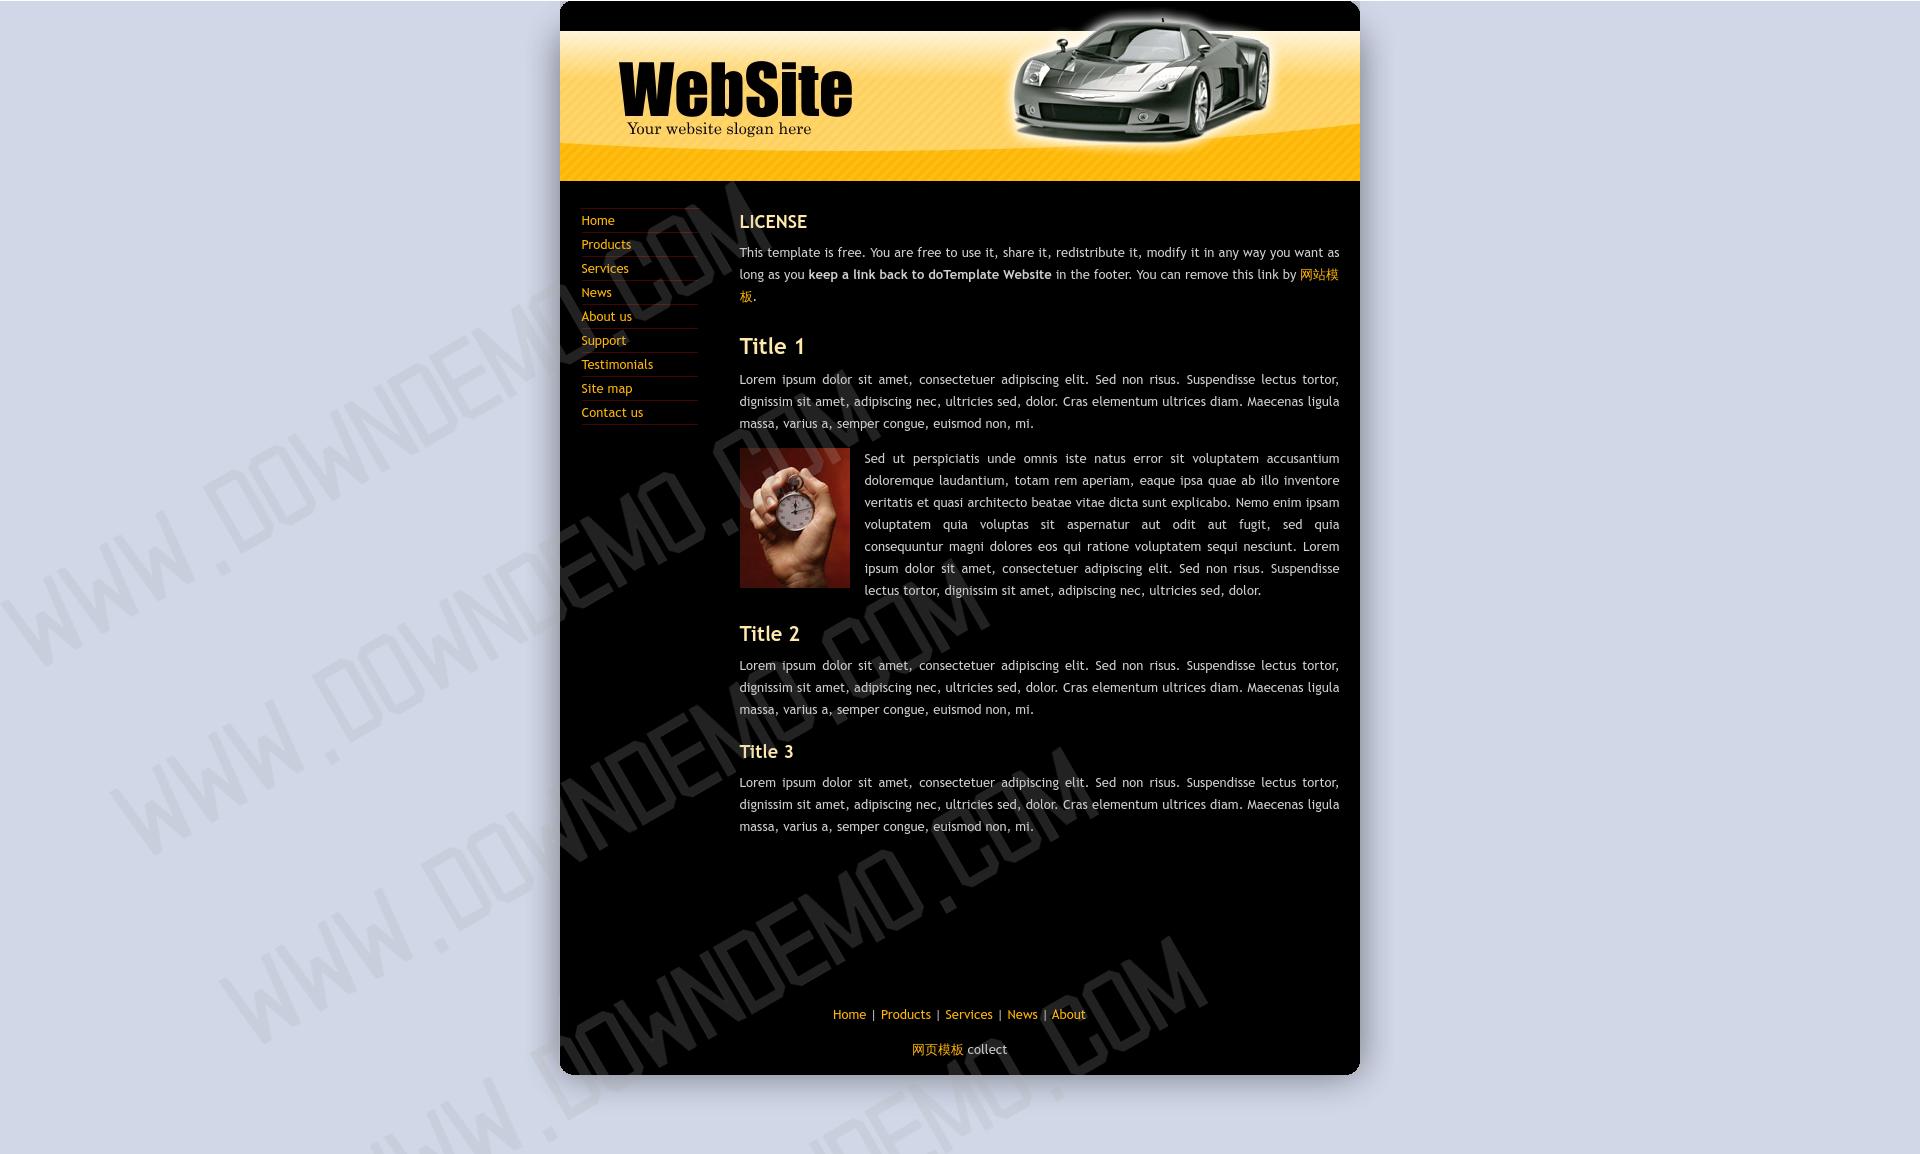 WebSite
Your website slogan here
Home
Products
Services
News
About us
Support
Testimonials
Site map
Contact us
LICENSE
This template is free. You are free to use it, share it, redistribute it, modify it in any way you want as
long as you keep a link back to doTemplate Website in the footer. You can remove this link by 网站模
板.
Title 1
Lorem ipsum dolor sit amet, consectetuer adipiscing elit. Sed non risus. Suspendisse lectus tortor,
dignissim sit amet, adipiscing nec, ultricies sed, dolor. Cras elementum ultrices diam. Maecenas ligula
massa, varius a, semper congue, euismod non, mi.
Sed ut perspiciatis unde omnis iste natus error sit voluptatem accusantium
doloremque laudantium, totam rem aperiam, eaque ipsa quae ab illo inventore
veritatis et quasi architecto beatae vitae dicta sunt explicabo. Nemo enim ipsam
voluptatem quia voluptas sit aspernatur aut odit aut fugit, sed quia
consequuntur magni dolores eos qui ratione voluptatem sequi nesciunt. Lorem
ipsum dolor sit amet, consectetuer adipiscing elit. Sed non risus. Suspendisse
lectus tortor, dignissim sit amet, adipiscing nec, ultricies sed, dolor.
Title 2
Lorem ipsum dolor sit amet, consectetuer adipiscing elit. Sed non risus. Suspendisse lectus tortor,
dignissim sit amet, adipiscing nec, ultricies sed, dolor. Cras elementum ultrices diam. Maecenas ligula
massa, varius a, semper congue, euismod non, mi.
Title 3
Lorem ipsum dolor sit amet, consectetuer adipiscing elit. Sed non risus. Suspendisse lectus tortor,
dignissim sit amet, adipiscing nec, ultricies sed, dolor. Cras elementum ultrices diam. Maecenas ligula
massa, varius a, semper congue, euismod non, mi.
Home | Products | Services | News | About
网页模板 collect
WWW.DOWNDEMO.COM
WWW.DOWNDEMO.COM
WWW.DOWNDEMO.COM
WWW.DOWNDEMO.COM
NDEMO.COM